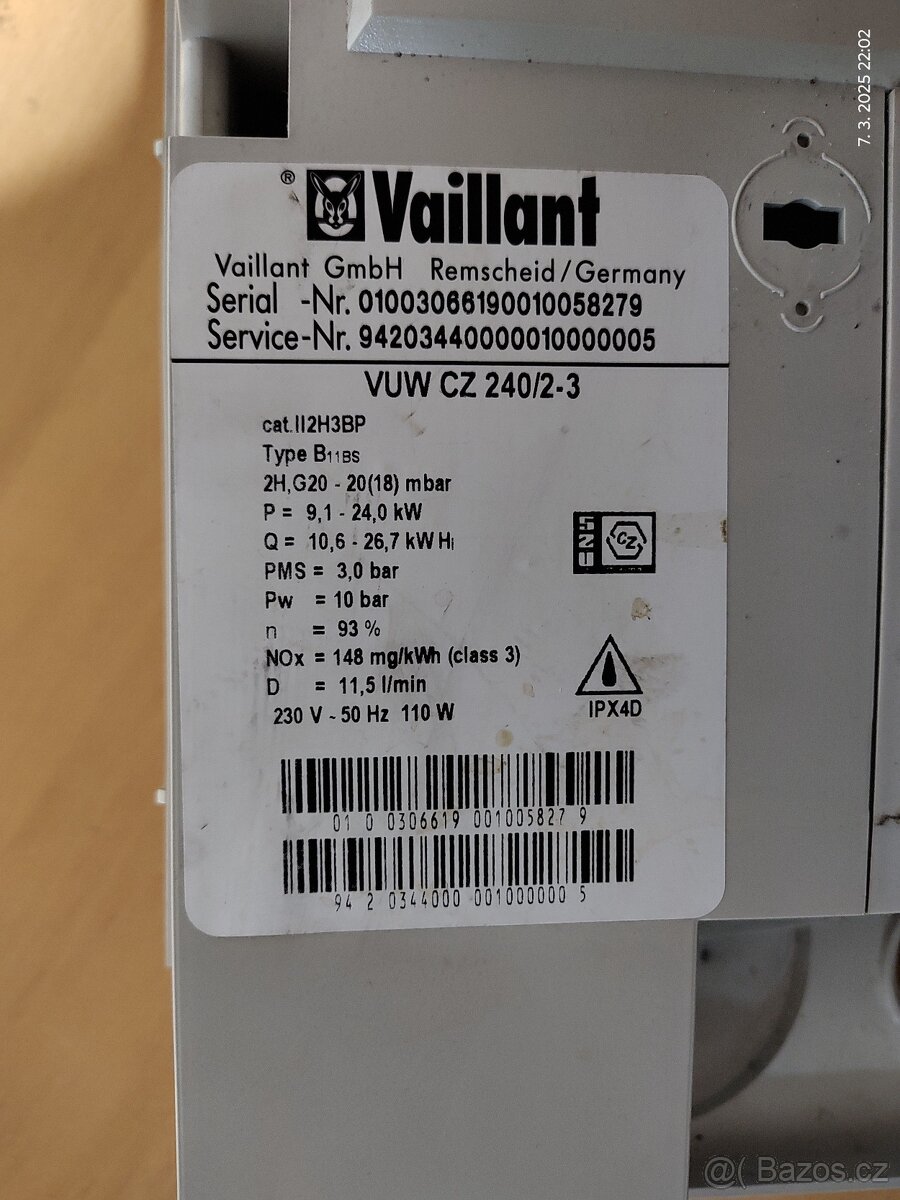 7. 3. 2025 22:02
® Vaillant
Vaillant GmbH Remscheid/Germany
Serial -Nr. 01003066190010058279
Service-Nr. 94203440000010000005
VUW CZ 240/2-3
cat.II2H3BP
Type B11BS
2H,G20 - 20(18) mbar
P = 9,1 - 24,0 kW
Q = 10,6 - 26,7 kW Hi
PMS = 3,0 bar
Pw = 10 bar
n = 93 %
NOx = 148 mg/kWh (class 3)
D = 11,5 l/min
230 V ~ 50 Hz 110 W
SZU CZ
IPX4D
01 0 0306619 001005827 9
94 2 0344000 001000000 5
@( Bazos.cz